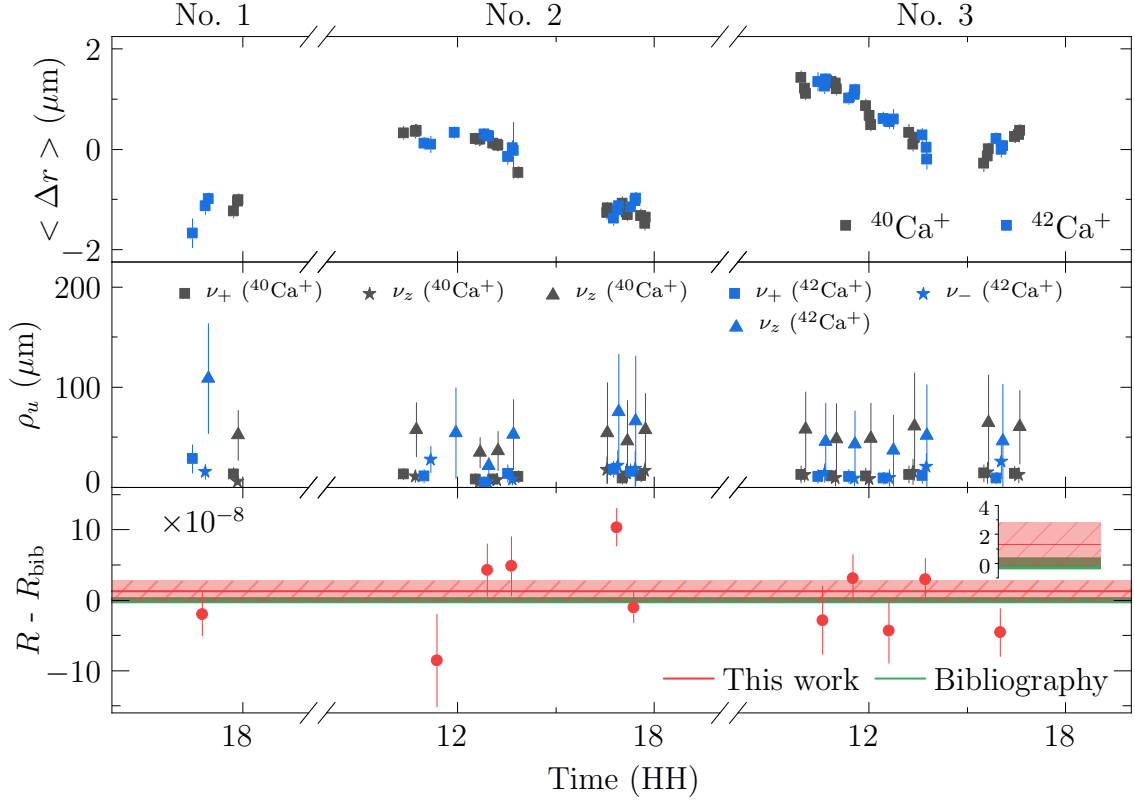 No. 1 No. 2 No. 3
2
0
−2
< Δr > (μm)
⁴⁰Ca⁺ ⁴²Ca⁺
200
100
0
ρᵤ (μm)
ν₊ (⁴⁰Ca⁺) ν_z (⁴⁰Ca⁺) ν_z (⁴⁰Ca⁺) ν₊ (⁴²Ca⁺) ν₋ (⁴²Ca⁺)
ν_z (⁴²Ca⁺)
×10⁻⁸
10
0
−10
R - R_bib
4
2
0
This work Bibliography
18 12 18 12 18
Time (HH)